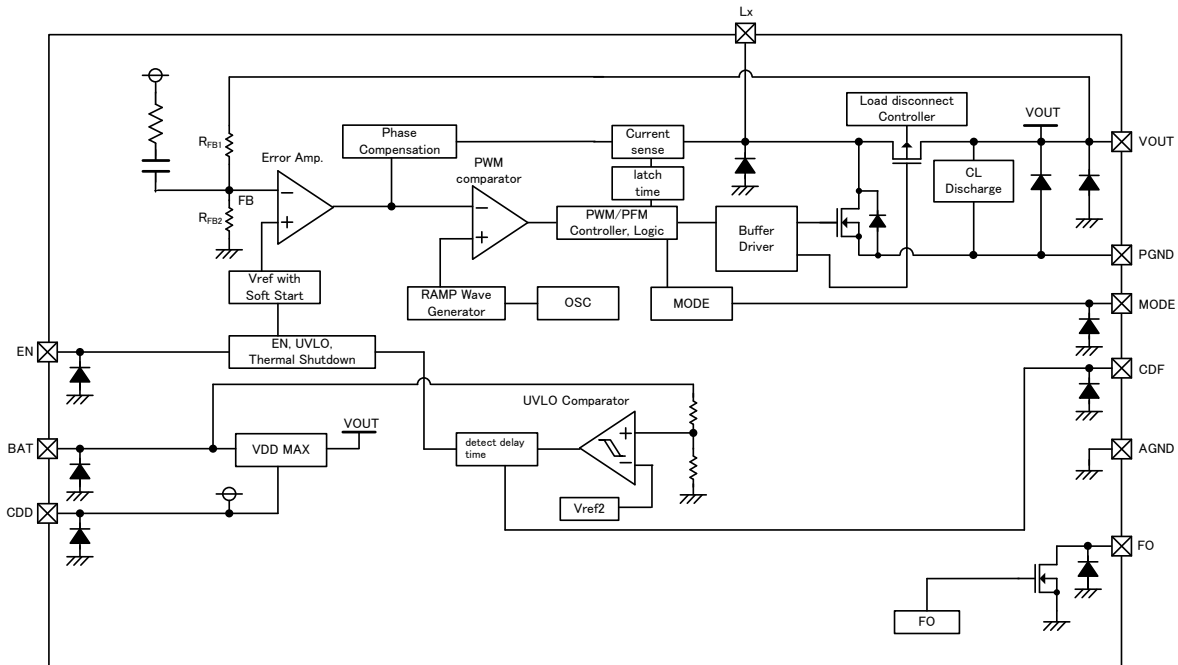 Lx
Load disconnect
Controller
VOUT
VOUT
RFB1
Phase
Compensation
Current
sense
Error Amp.
PWM
comparator
latch
time
CL
Discharge
FB
RFB2
PWM/PFM
Controller, Logic
Buffer
Driver
PGND
Vref with
Soft Start
RAMP Wave
Generator
OSC
MODE
MODE
EN
EN, UVLO,
Thermal Shutdown
CDF
UVLO Comparator
VOUT
BAT
VDD MAX
detect delay
time
AGND
CDD
Vref2
FO
FO